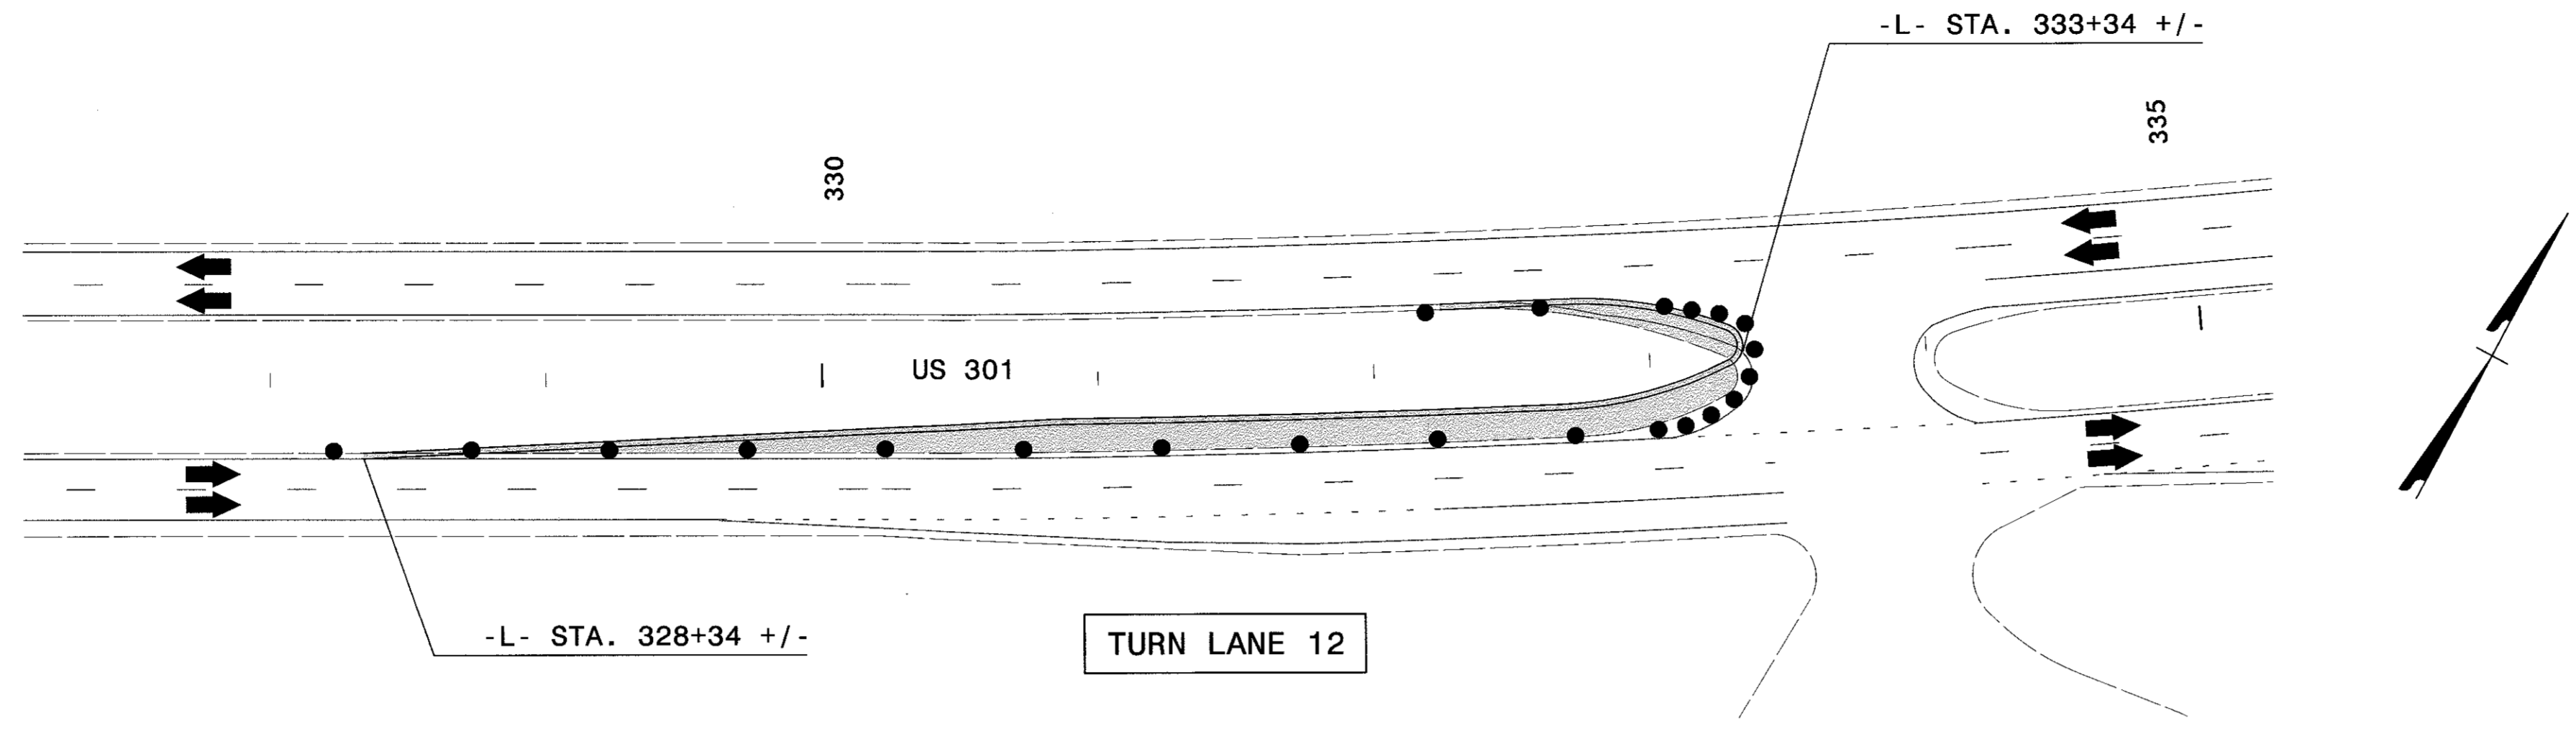 -L- STA. 333+34 +/-
335
330
US 301
-L- STA. 328+34 +/-
TURN LANE 12